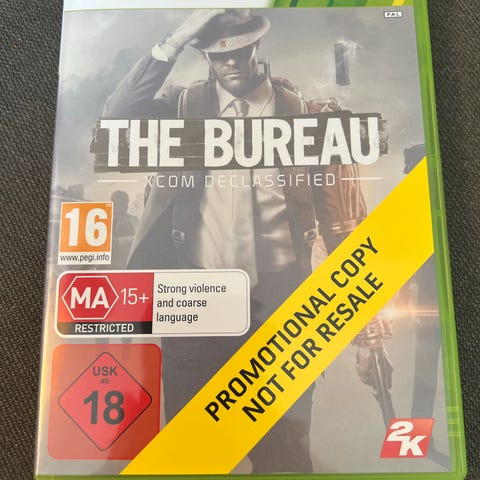 PAL
THE BUREAU
XCOM DECLASSIFIED
16
www.pegi.info
MA 15+
RESTRICTED
Strong violence
and coarse
language
USK
ab
18
PROMOTIONAL COPY
NOT FOR RESALE
2K